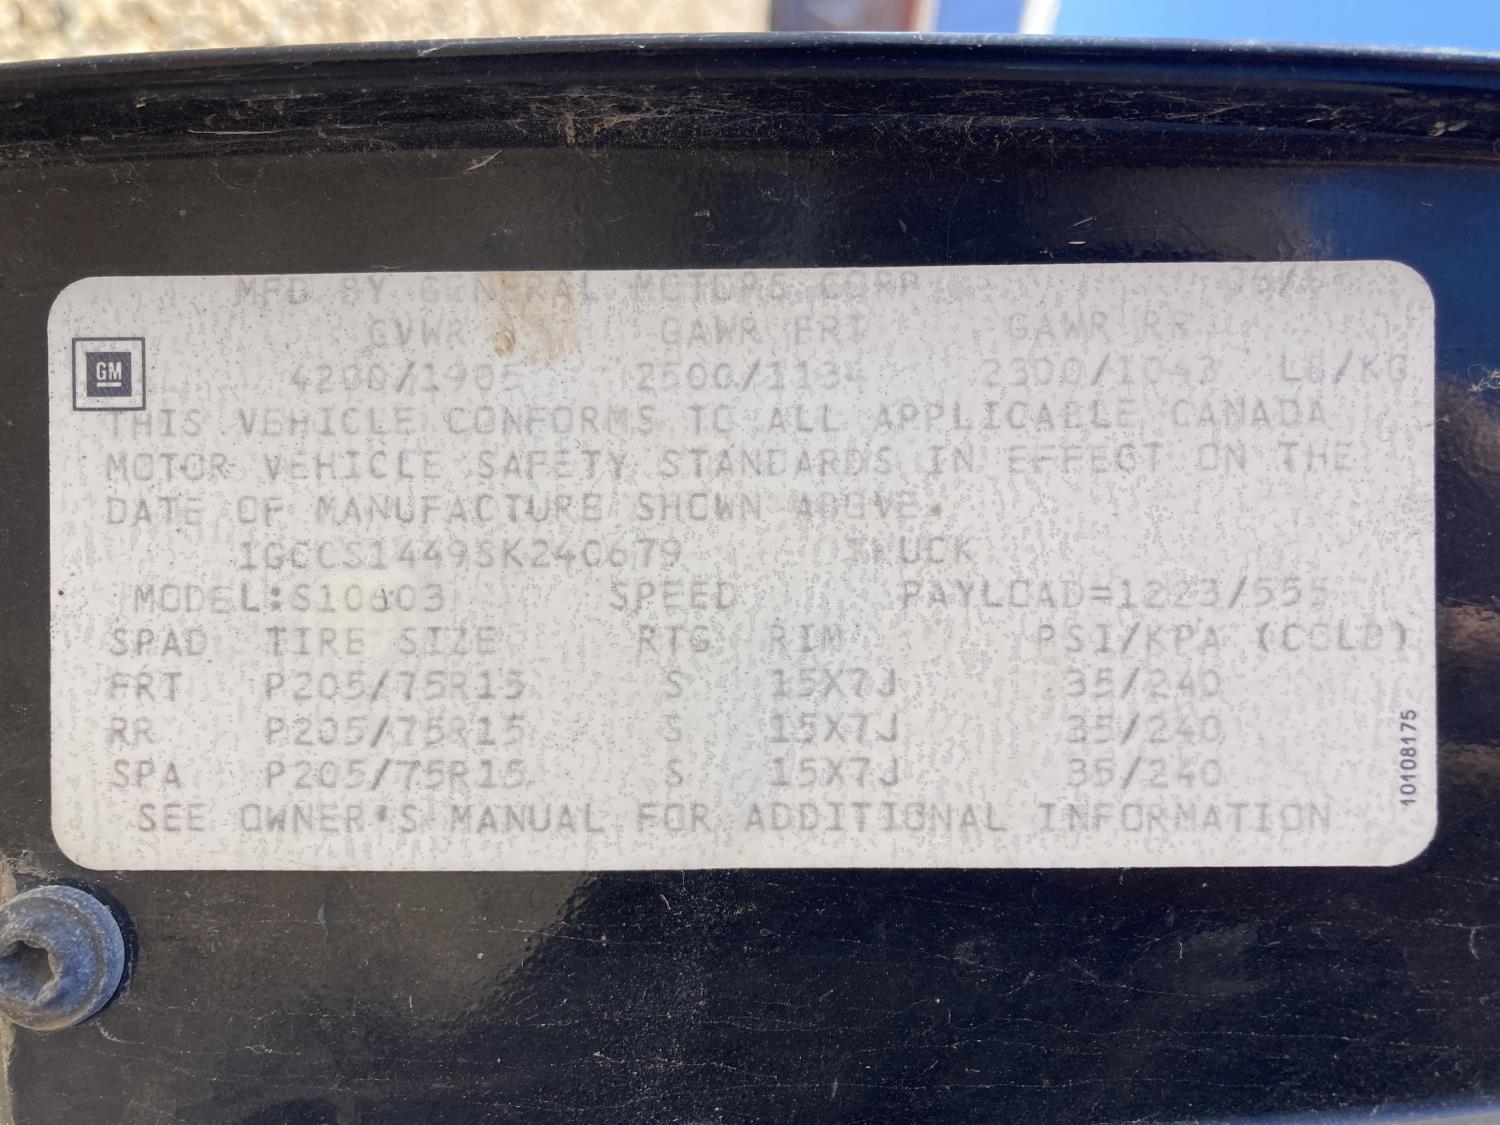 MFD BY GENERAL MOTORS CORP
GVWR GAWR FRT GAWR RR
GM
4200/1905 2500/1134 2300/1043 LB/KG
THIS VEHICLE CONFORMS TO ALL APPLICABLE CANADA
MOTOR VEHICLE SAFETY STANDARDS IN EFFECT ON THE
DATE OF MANUFACTURE SHOWN ABOVE.
TRUCK
MODEL:S10603 SPEED PAYLOAD=1223/555
SPAD TIRE SIZE RTG RIM PSI/KPA (COLD)
FRT P205/75R15 S 15X7J 35/240
RR P205/75R15 S 15X7J 35/240
SPA P205/75R15 S 15X7J 35/240
SEE OWNER'S MANUAL FOR ADDITIONAL INFORMATION
10108175